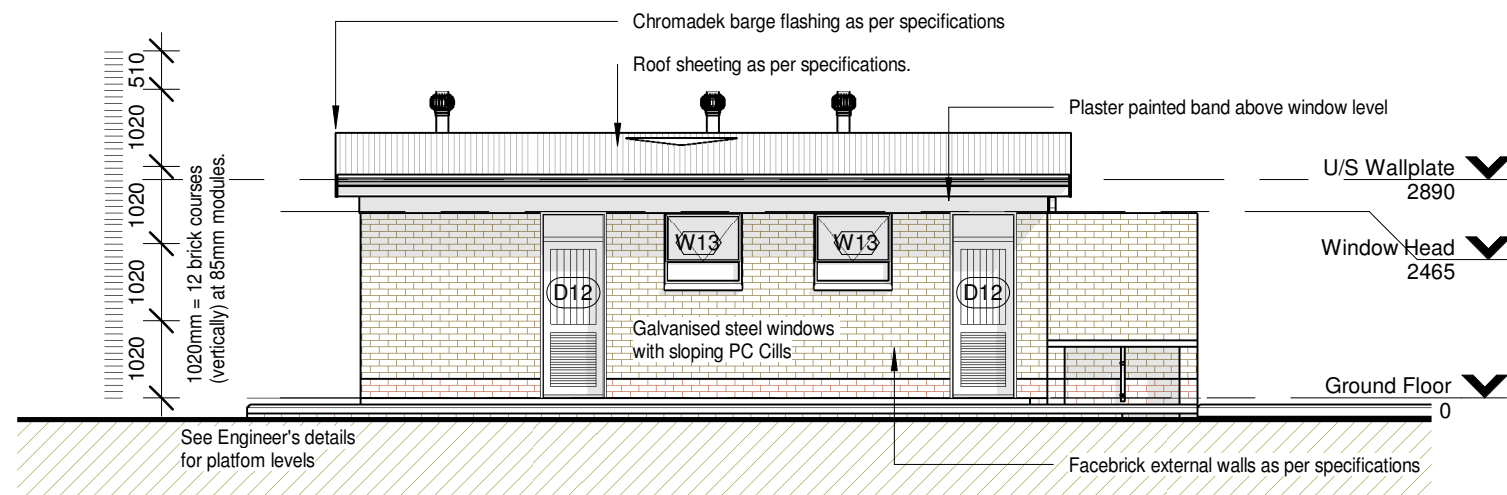 Chromadek barge flashing as per specifications
Roof sheeting as per specifications.
Plaster painted band above window level
510
1020
1020
1020
1020
1020mm = 12 brick courses
(vertically) at 85mm modules.
U/S Wallplate
2890
Window Head
2465
W13
W13
D12
D12
Galvanised steel windows
with sloping PC Cills
Ground Floor
0
See Engineer's details
for platfom levels
Facebrick external walls as per specifications